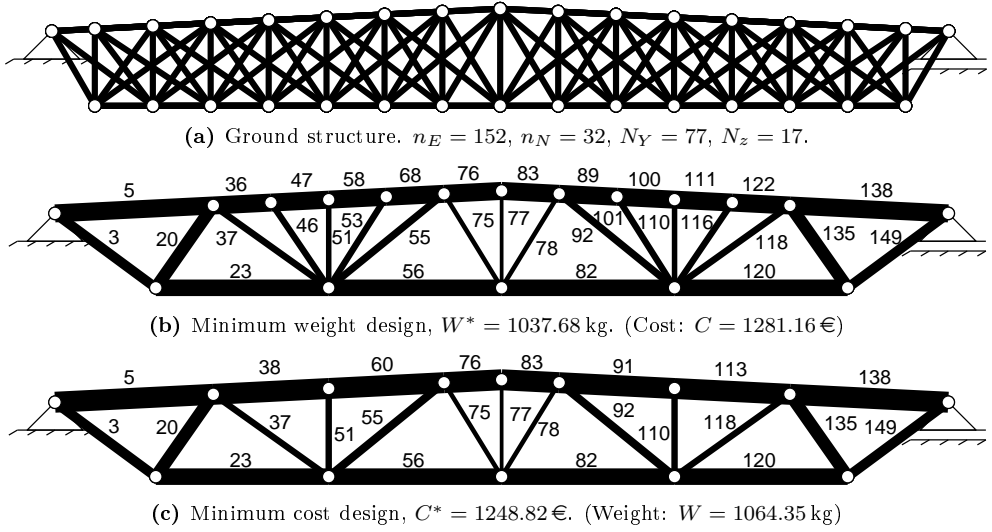 (a) Ground structure. nE = 152, nN = 32, NY = 77, Nz = 17.
5 36 47 58 68 76 83 89 100 111 122 138
3 20 37 46 51 53 55 75 77 78 92 101 110 116 118 135 149
23 56 82 120
(b) Minimum weight design, W* = 1037.68 kg. (Cost: C = 1281.16 €)
5 38 60 76 83 91 113 138
3 20 37 51 55 75 77 78 92 110 118 135 149
23 56 82 120
(c) Minimum cost design, C* = 1248.82 €. (Weight: W = 1064.35 kg)